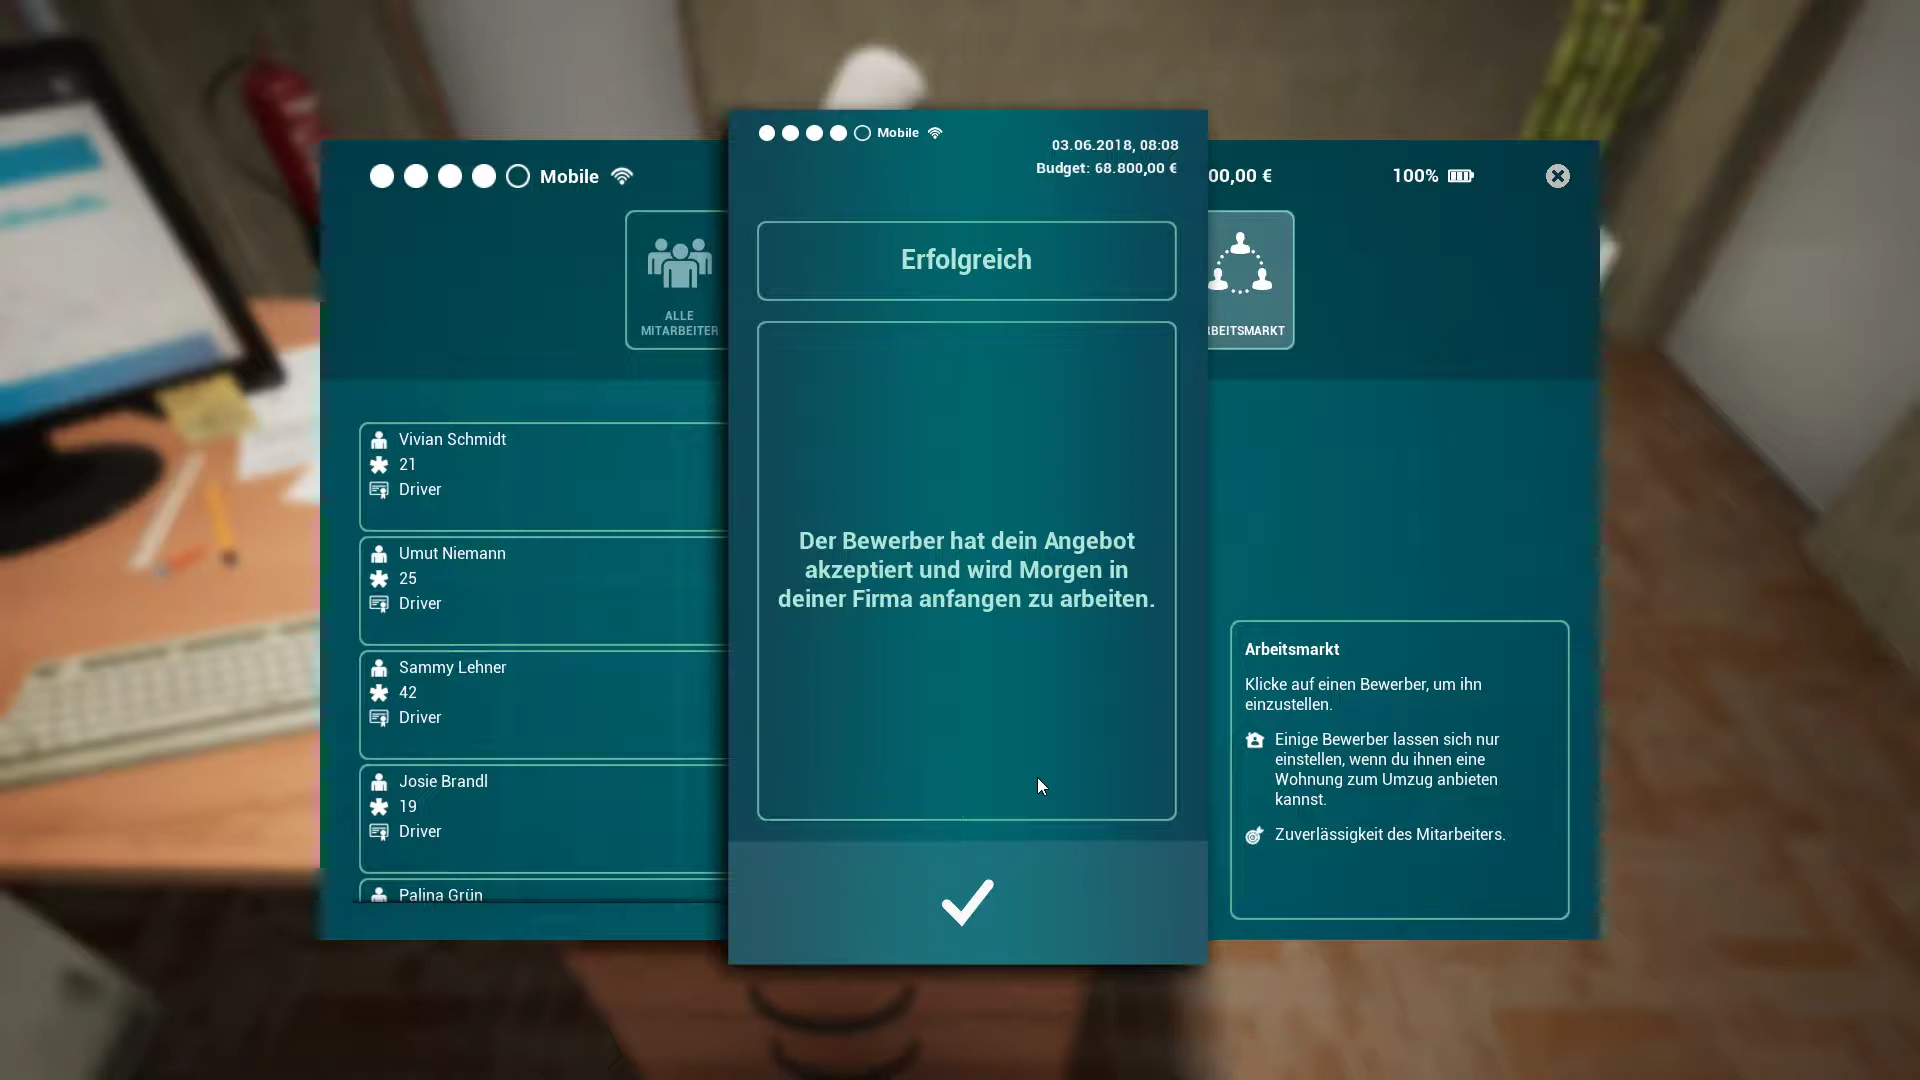 Mobile
00,00 €
100%
ALLE
MITARBEITER
BEITSMARKT
Vivian Schmidt
21
Driver
Umut Niemann
25
Driver
Sammy Lehner
42
Driver
Josie Brandl
19
Driver
Palina Grün
Mobile
03.06.2018, 08:08
Budget: 68.800,00 €
Erfolgreich
Der Bewerber hat dein Angebot
akzeptiert und wird Morgen in
deiner Firma anfangen zu arbeiten.
Arbeitsmarkt
Klicke auf einen Bewerber, um ihn
einzustellen.
Einige Bewerber lassen sich nur
einstellen, wenn du ihnen eine
Wohnung zum Umzug anbieten
kannst.
Zuverlässigkeit des Mitarbeiters.